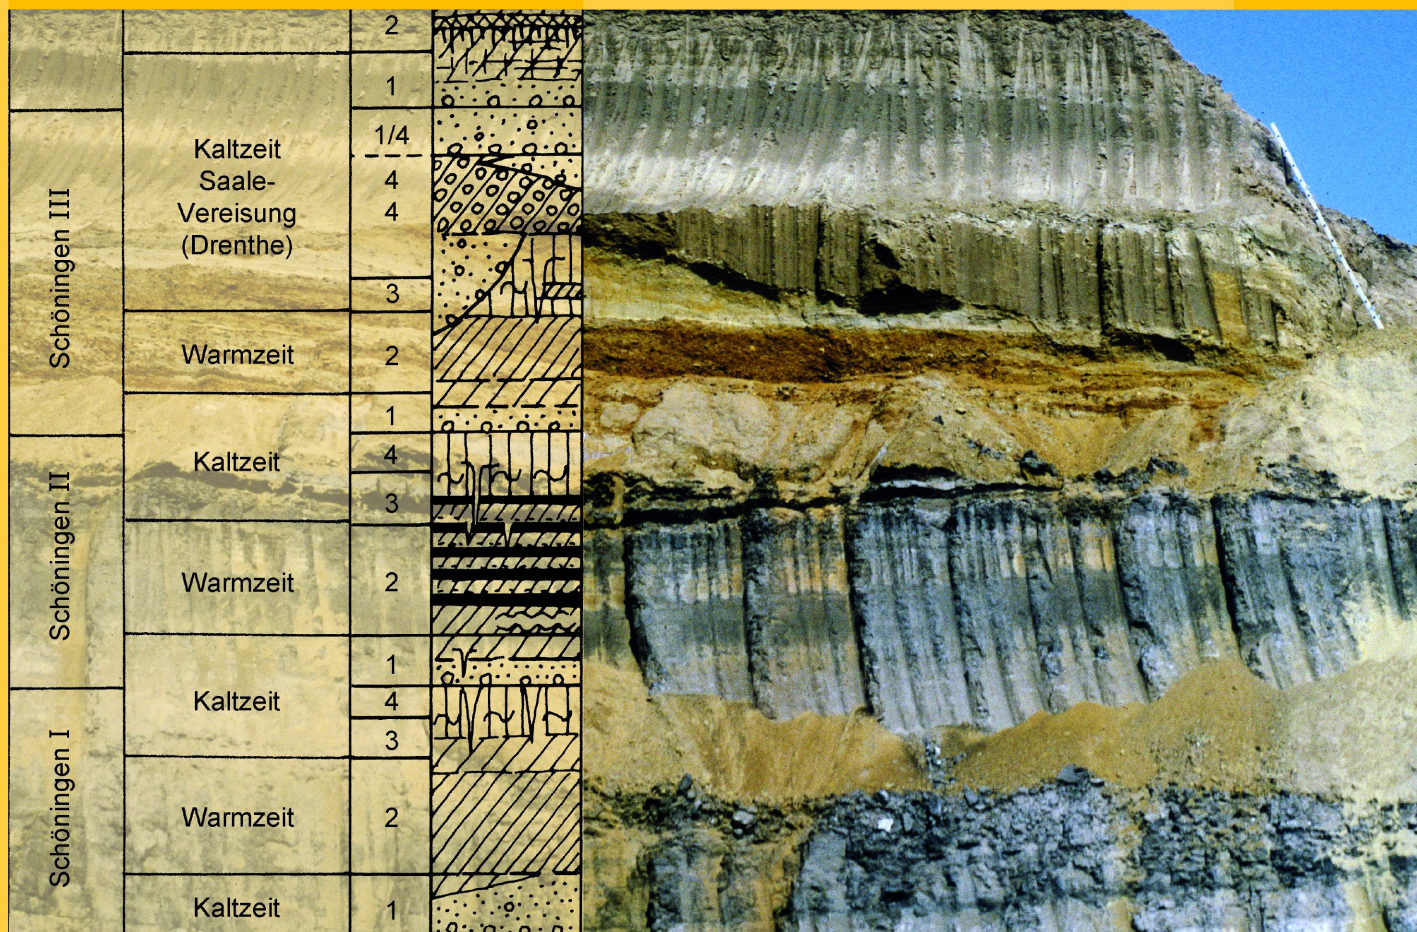 2
1
1/4
Kaltzeit
Saale-
Vereisung
(Drenthe)
4
4
3
Schöningen III
Warmzeit
2
1
Kaltzeit
4
3
Schöningen II
Warmzeit
2
1
Kaltzeit
4
3
Schöningen I
Warmzeit
2
Kaltzeit
1